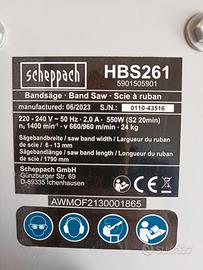 scheppach
HBS261
5901505901
Bandsäge / Band Saw - Scie à ruban
manufactured: 06/2023 S./N.: 0110-43516
220 - 240 V ~ 50 Hz - 2,0 A - 550W (S2 20min)
n₀ 1400 min⁻¹ - v 660/960 m/min - 24 kg
Sägebandbreite / saw band width / Largueur du ruban
de scie / 6 - 13 mm
Sägebandlänge / saw band length / Longueur du ruban
de scie / 1790 mm
Scheppach GmbH
Günzburger Str. 69
D-89335 Ichenhausen
AWMOF2130001865
subito